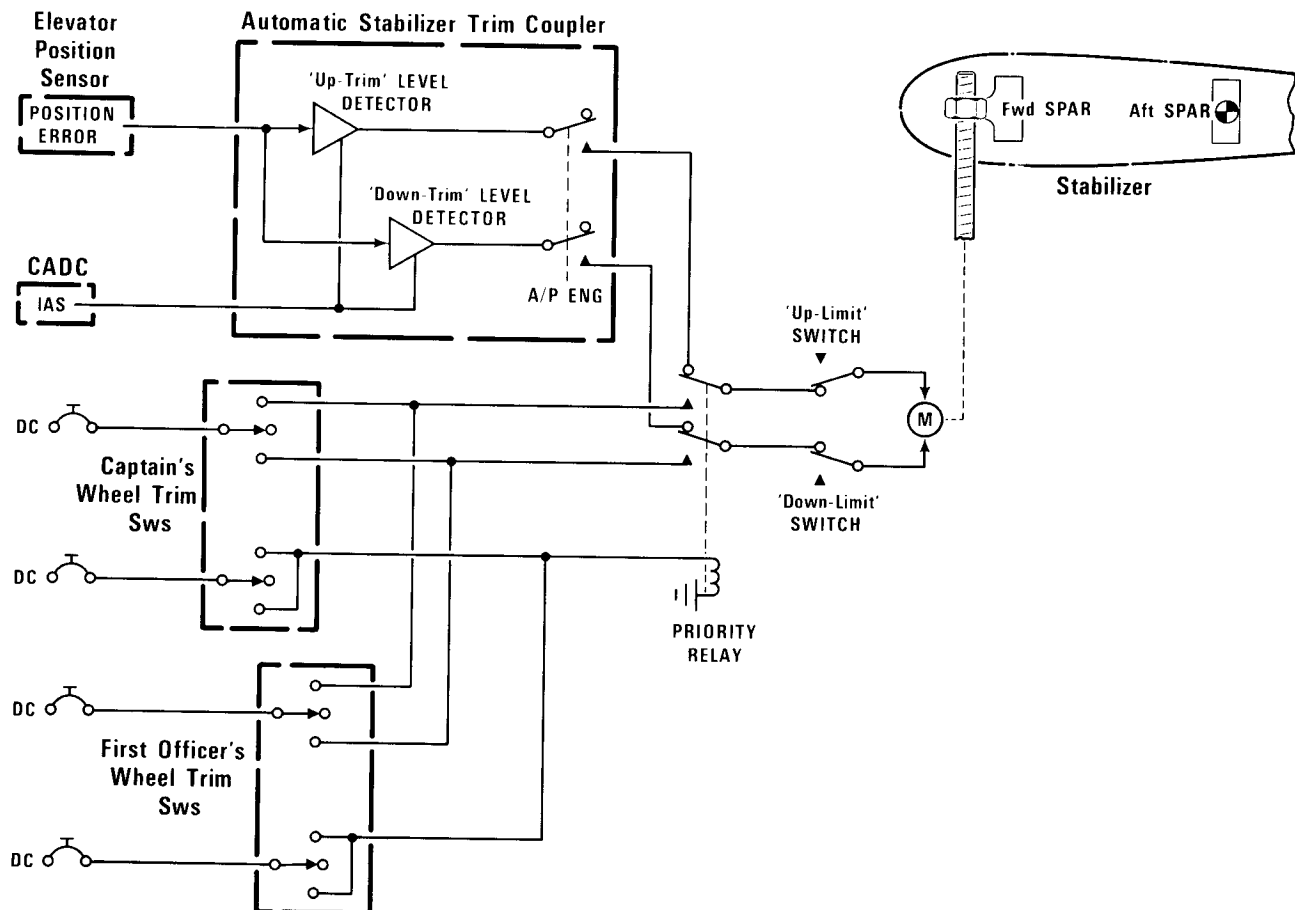 Elevator
Position
Sensor
POSITION
ERROR
Automatic Stabilizer Trim Coupler
'Up-Trim' LEVEL
DETECTOR
'Down-Trim' LEVEL
DETECTOR
A/P ENG
CADC
IAS
Fwd SPAR
Aft SPAR
Stabilizer
'Up-Limit'
SWITCH
M
'Down-Limit'
SWITCH
DC
Captain's
Wheel Trim
Sws
DC
PRIORITY
RELAY
DC
First Officer's
Wheel Trim
Sws
DC